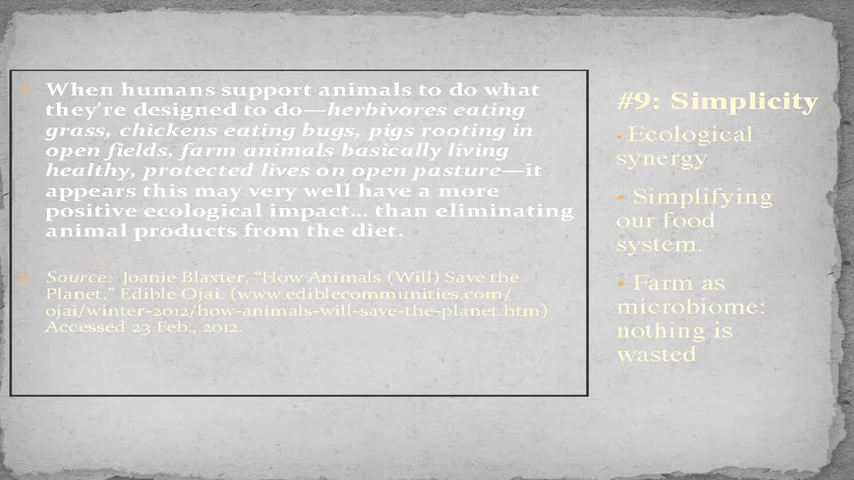 When humans support animals to do what
they're designed to do—herbivores eating
grass, chickens eating bugs, pigs rooting in
open fields, farm animals basically living
healthy, protected lives on open pasture—it
appears this may very well have a more
positive ecological impact... than eliminating
animal products from the diet.
Source: Joanie Blaxter, "How Animals (Will) Save the
Planet," Edible Ojai. (www.ediblecommunities.com/
ojai/winter-2012/how-animals-will-save-the-planet.htm)
Accessed 23 Feb., 2012.
#9: Simplicity
• Ecological
synergy
• Simplifying
our food
system.
• Farm as
microbiome:
nothing is
wasted